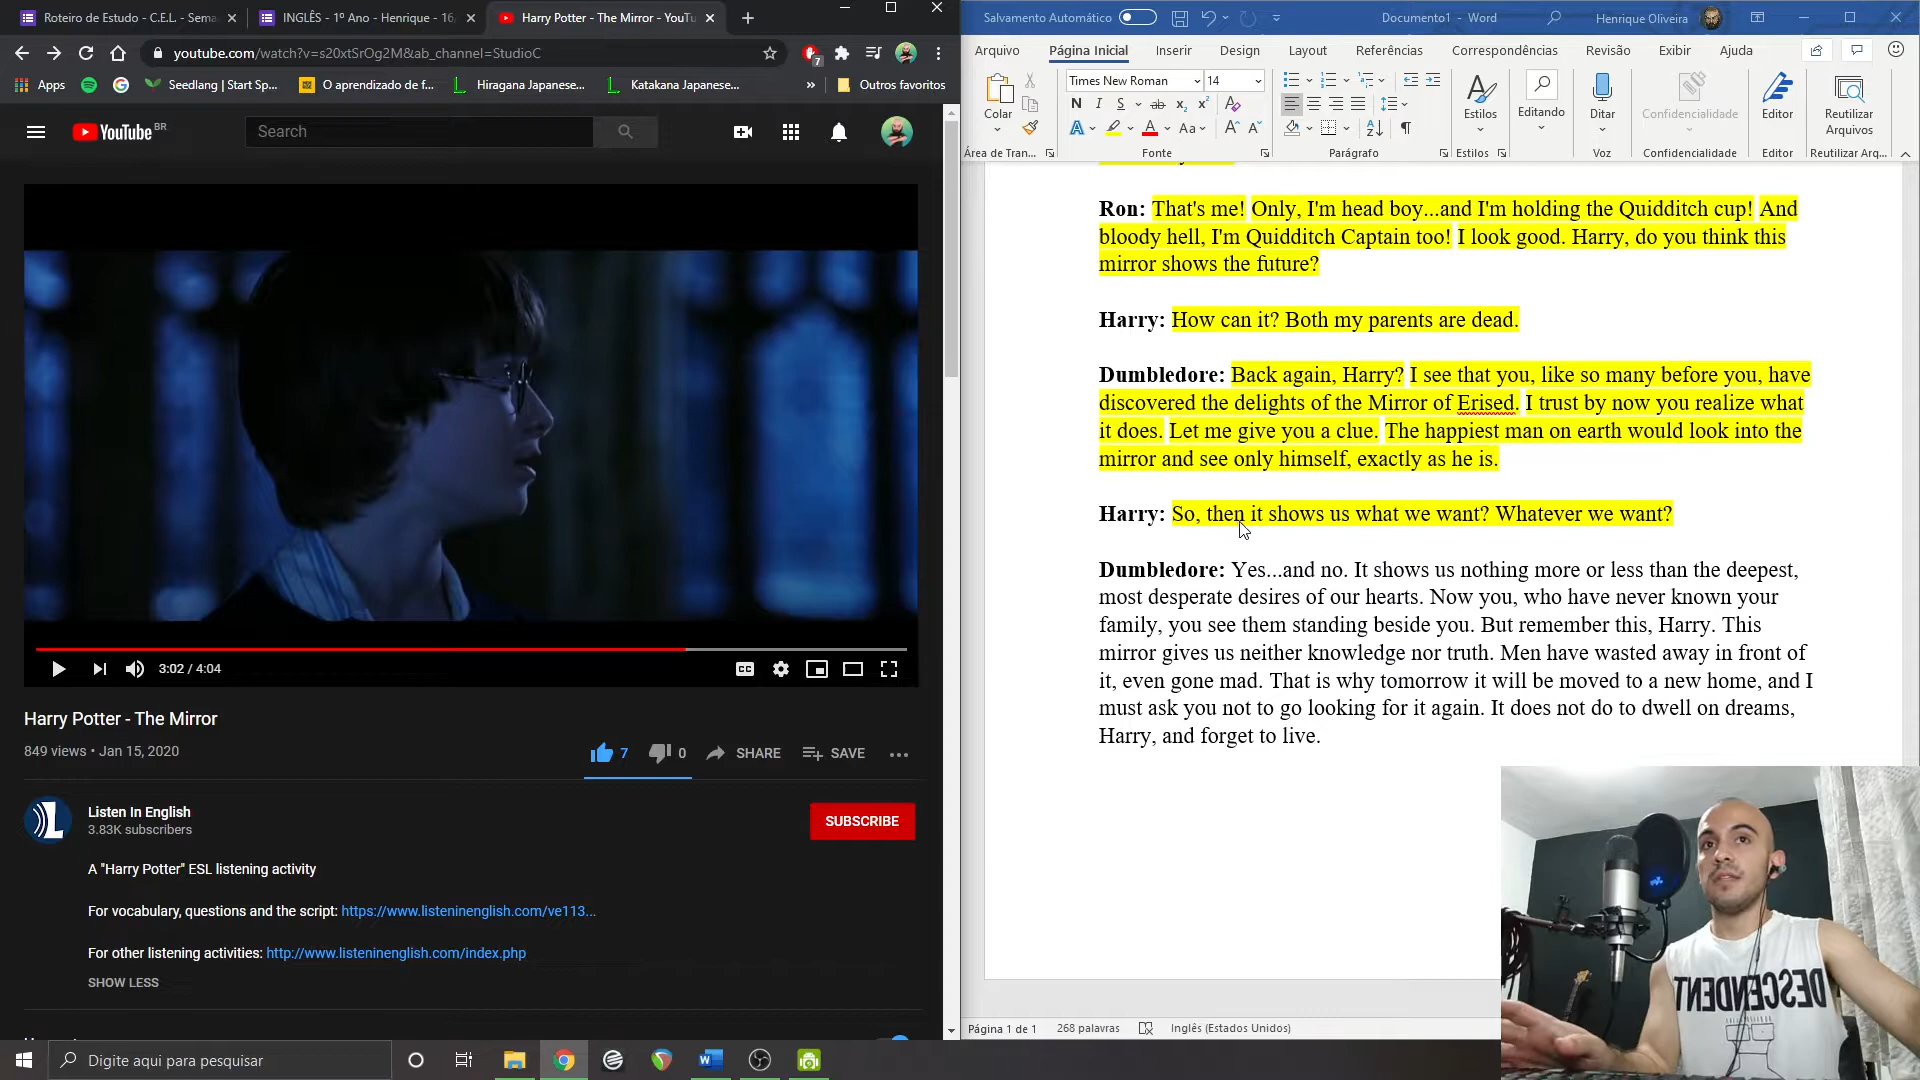 Roteiro de Estudo - C.E.L. - Sema
INGLÊS - 1º Ano - Henrique - 16
Harry Potter - The Mirror - YouTu
youtube.com/watch?v=s20xtSrOg2M&ab_channel=StudioC
7
Apps
Seedlang | Start Sp...
O aprendizado de f...
Hiragana Japanese...
Katakana Japanese...
»
Outros favoritos
YouTube BR
Search
3:02 / 4:04
CC
Harry Potter - The Mirror
849 views • Jan 15, 2020
7
0
SHARE
SAVE
Listen In English
3.83K subscribers
SUBSCRIBE
A "Harry Potter" ESL listening activity
For vocabulary, questions and the script: https://www.listeninenglish.com/ve113...
For other listening activities: http://www.listeninenglish.com/index.php
SHOW LESS
Salvamento Automático
Documento1 - Word
Henrique Oliveira
Arquivo
Página Inicial
Inserir
Design
Layout
Referências
Correspondências
Revisão
Exibir
Ajuda
Colar
Times New Roman
14
N I S ab x₂ x²
A Aa A A
Estilos
Editando
Ditar
Confidencialidade
Editor
Reutilizar Arquivos
Área de Tran...
Fonte
Parágrafo
Estilos
Voz
Confidencialidade
Editor
Reutilizar Arq...
Ron: That's me! Only, I'm head boy...and I'm holding the Quidditch cup! And
bloody hell, I'm Quidditch Captain too! I look good. Harry, do you think this
mirror shows the future?
Harry: How can it? Both my parents are dead.
Dumbledore: Back again, Harry? I see that you, like so many before you, have
discovered the delights of the Mirror of Erised. I trust by now you realize what
it does. Let me give you a clue. The happiest man on earth would look into the
mirror and see only himself, exactly as he is.
Harry: So, then it shows us what we want? Whatever we want?
Dumbledore: Yes...and no. It shows us nothing more or less than the deepest,
most desperate desires of our hearts. Now you, who have never known your
family, you see them standing beside you. But remember this, Harry. This
mirror gives us neither knowledge nor truth. Men have wasted away in front of
it, even gone mad. That is why tomorrow it will be moved to a new home, and I
must ask you not to go looking for it again. It does not do to dwell on dreams,
Harry, and forget to live.
DESCENDENT
Página 1 de 1
268 palavras
Inglês (Estados Unidos)
Digite aqui para pesquisar